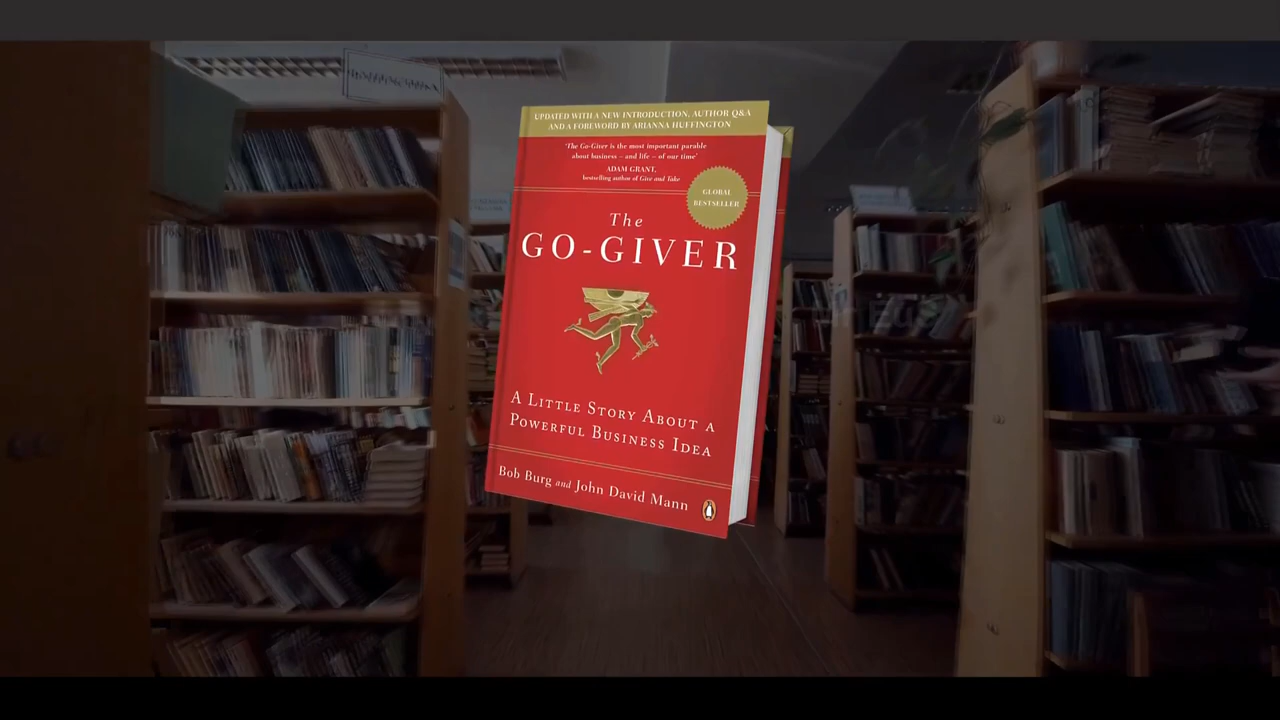 UPDATED WITH A NEW INTRODUCTION, AUTHOR Q&A
AND A FOREWORD BY ARIANNA HUFFINGTON
'The Go-Giver is the most important parable
about business – and life – of our time'
ADAM GRANT,
bestselling author of Give and Take
GLOBAL
BESTSELLER
The
GO-GIVER
A LITTLE STORY ABOUT A
POWERFUL BUSINESS IDEA
Bob Burg and John David Mann